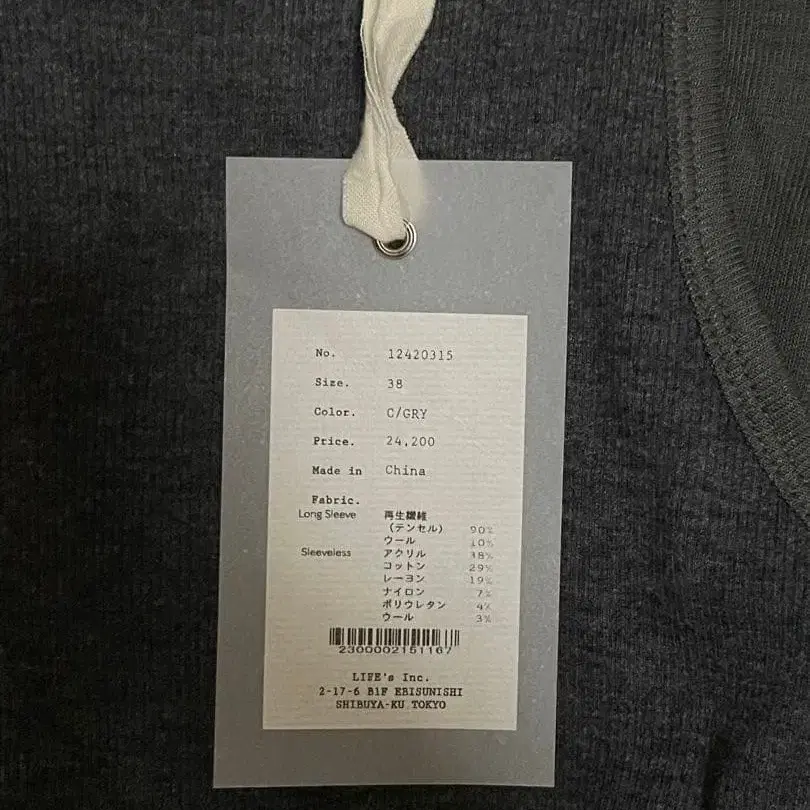 No. 12420315
Size. 38
Color. C/GRY
Price. 24,200
Made in China
Fabric.
Long Sleeve 再生繊維
(テンセル) 90%
ウール 10%
Sleeveless アクリル 38%
コットン 29%
レーヨン 19%
ナイロン 7%
ポリウレタン 4%
ウール 3%
2300002151167
LIFE's Inc.
2-17-6 B1F EBISUNISHI
SHIBUYA-KU TOKYO